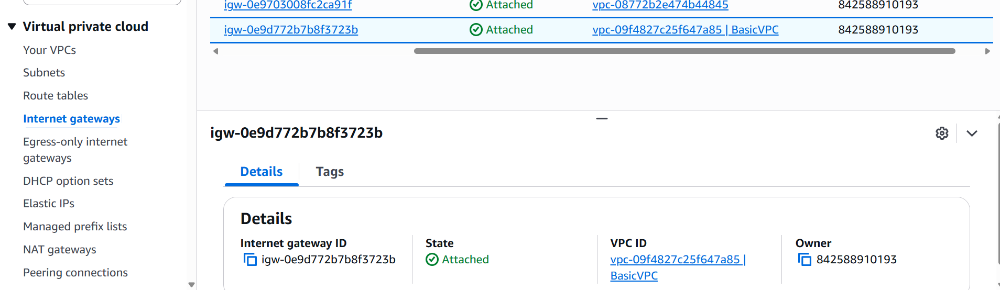 igw-0e9703008fc2ca91f Attached vpc-08772b2e474b44845 842588910193
igw-0e9d772b7b8f3723b Attached vpc-09f4827c25f647a85 | BasicVPC 842588910193
Virtual private cloud
Your VPCs
Subnets
Route tables
Internet gateways
Egress-only internet
gateways
DHCP option sets
Elastic IPs
Managed prefix lists
NAT gateways
Peering connections
igw-0e9d772b7b8f3723b
Details Tags
Details
Internet gateway ID
igw-0e9d772b7b8f3723b
State
Attached
VPC ID
vpc-09f4827c25f647a85 |
BasicVPC
Owner
842588910193